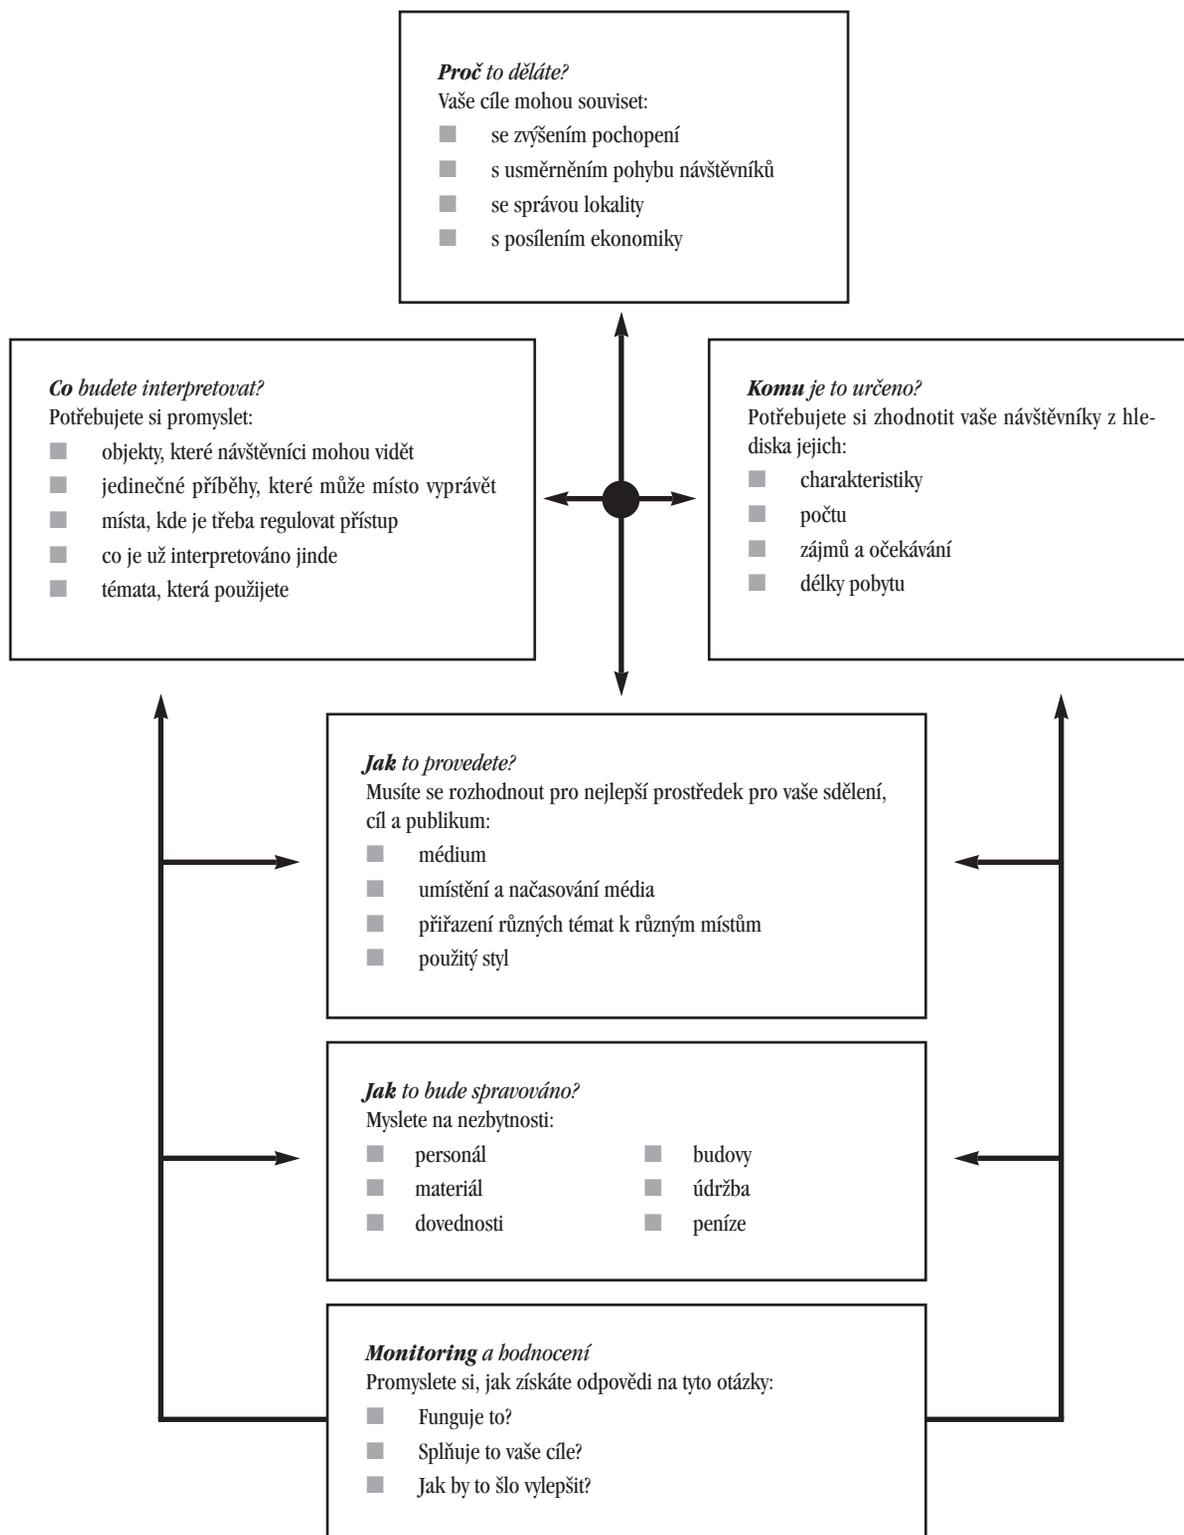 Proč to děláte?
Vaše cíle mohou souviset:
se zvýšením pochopení
s usměrněním pohybu návštěvníků
se správou lokality
s posílením ekonomiky
Co budete interpretovat?
Potřebujete si promyslet:
objekty, které návštěvníci mohou vidět
jedinečné příběhy, které může místo vyprávět
místa, kde je třeba regulovat přístup
co je už interpretováno jinde
témata, která použijete
Komu je to určeno?
Potřebujete si zhodnotit vaše návštěvníky z hle-
diska jejich:
charakteristiky
počtu
zájmů a očekávání
délky pobytu
Jak to provedete?
Musíte se rozhodnout pro nejlepší prostředek pro vaše sdělení,
cíl a publikum:
médium
umístění a načasování média
přiřazení různých témat k různým místům
použitý styl
Jak to bude spravováno?
Myslete na nezbytnosti:
personál
materiál
dovednosti
budovy
údržba
peníze
Monitoring a hodnocení
Promyslete si, jak získáte odpovědi na tyto otázky:
Funguje to?
Splňuje to vaše cíle?
Jak by to šlo vylepšit?